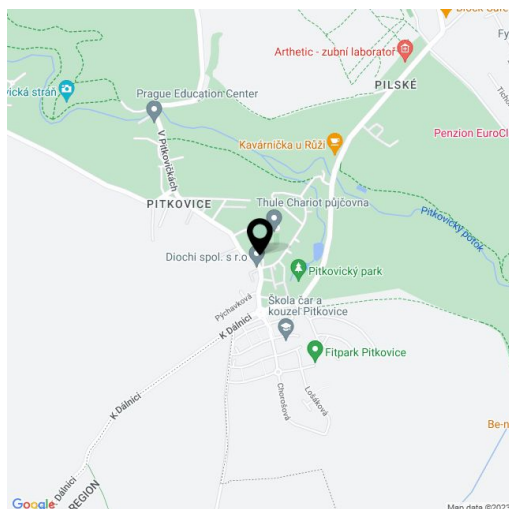 Arthetic - zubní laboratoř
PILSKÉ
Prague Education Center
V Pitkovičkách
Kavárnička u Růží
Penzion EuroCl
PITKOVICE
Thule Chariot půjčovna
Pitkovický potok
Diochi spol. s r.o
Pitkovický park
Pýchavková
Škola čar a
kouzel Pitkovice
K Dálnici
Fitpark Pitkovice
Chorošová
Lošáková
K Dálnici
Be-n
Dálnici
REGION
Google
Map data ©2023